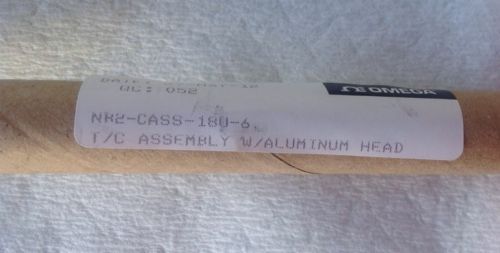 QC: 052
OMEGA
NB2-CASS-18U-6
T/C ASSEMBLY W/ALUMINUM HEAD